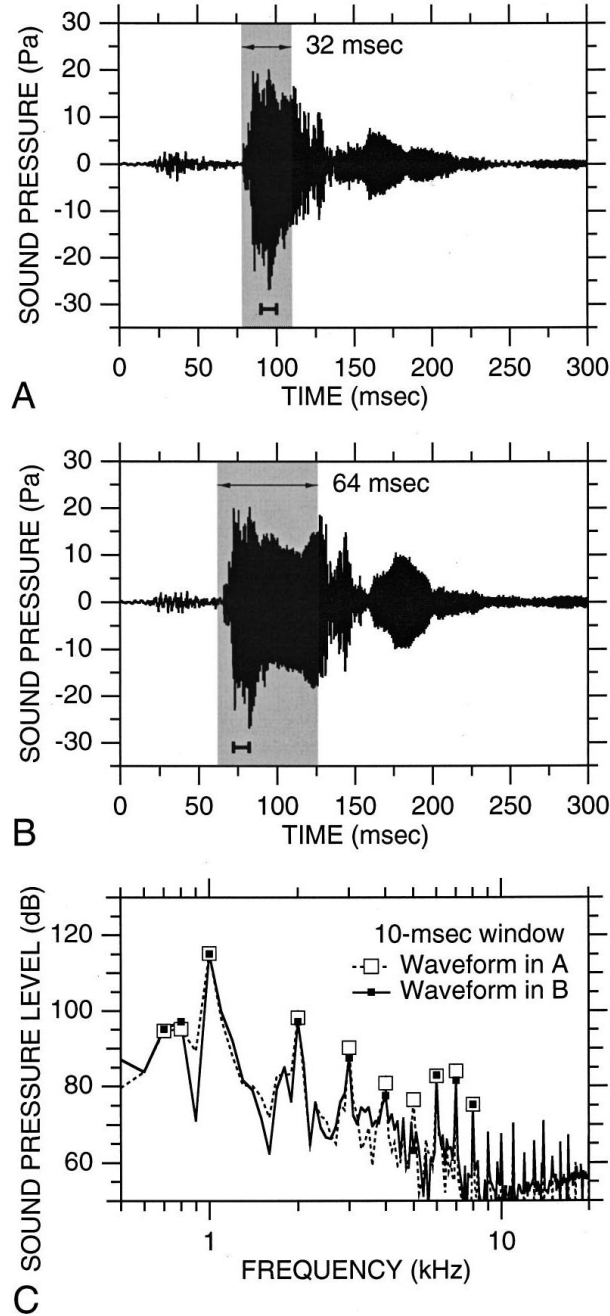 30
32 msec
20
10
0
-10
-20
-30
SOUND PRESSURE (Pa)
0 50 100 150 200 250 300
TIME (msec)
A
30
64 msec
20
10
0
-10
-20
-30
SOUND PRESSURE (Pa)
0 50 100 150 200 250 300
TIME (msec)
B
120
100
80
60
SOUND PRESSURE LEVEL (dB)
10-msec window
Waveform in A
Waveform in B
1 10
FREQUENCY (kHz)
C